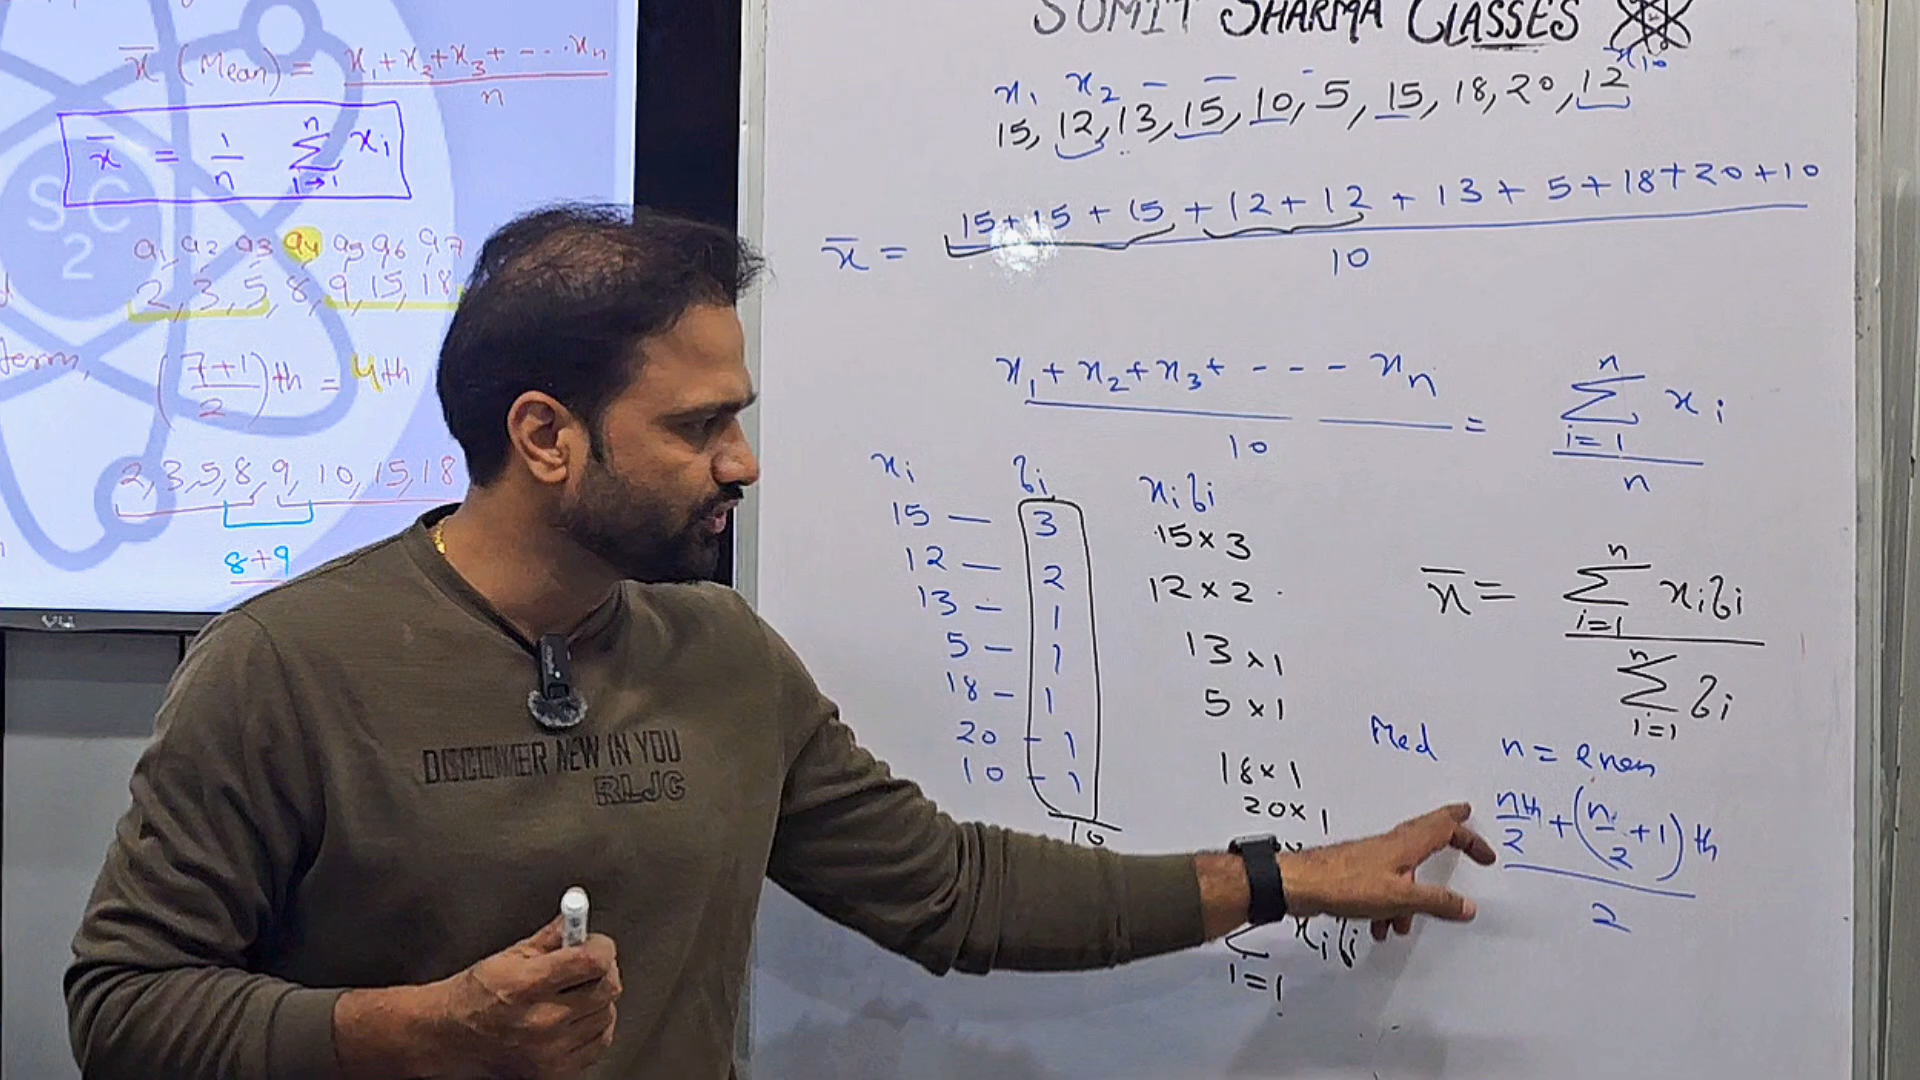 x̄ (Mean) = x₁+x₂+x₃+ - - ⋯ xₙ / n
x̄ = 1/n ∑ⁿ i→1 xᵢ
SC
2
a₁, a₂, a₃ a₄ a₅ a₆, a₇
2, 3, 5, 8, 9, 15, 18
term, (7+1 / 2)th = 4th
2, 3, 5, 8, 9, 10, 15, 18
8+9
VU
SUMIT SHARMA CLASSES
x₁ x₂ – – - x₁₀
15, 12, 13, 15, 10, 5, 15, 18, 20, 12
x̄ = 15+15+15+12+12+13+5+18+20+10 / 10
x₁+x₂+x₃+ - - - xₙ / 10 = ∑ⁿ i=1 xᵢ / n
xᵢ fᵢ xᵢfᵢ
15 — 3 15×3
12 — 2 12×2
13 – 1 13×1
5 – 1 5×1
18 – 1 18×1
20 – 1 20×1
10 – 1
10
∑ i=1 xᵢfᵢ
x̄ = ∑ⁿ i=1 xᵢfᵢ / ∑ⁿ i=1 fᵢ
Med n = even
n/2 th + (n/2 + 1) th / 2
NEW IN YOU
RLJC